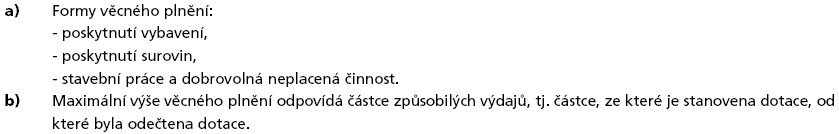 a) Formy věcného plnění:
- poskytnutí vybavení,
- poskytnutí surovin,
- stavební práce a dobrovolná neplacená činnost.
b) Maximální výše věcného plnění odpovídá částce způsobilých výdajů, tj. částce, ze které je stanovena dotace, od
které byla odečtena dotace.